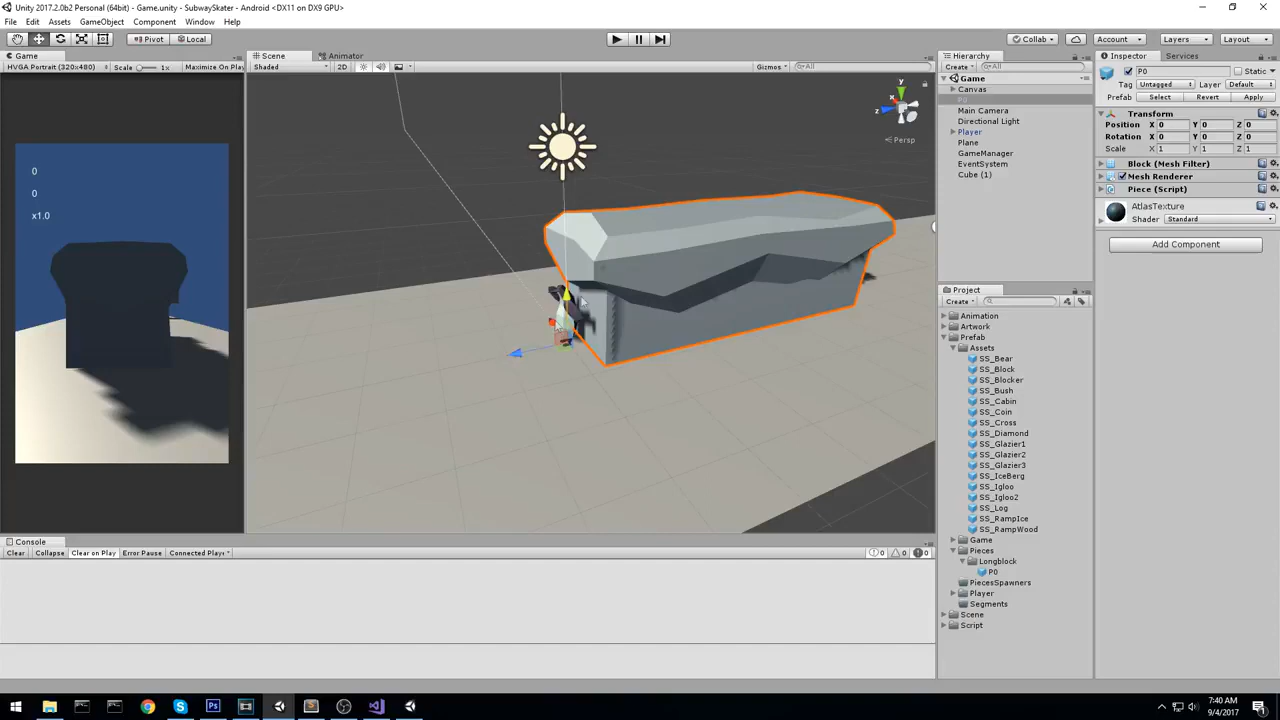 Unity 2017.2.0b2 Personal (64bit) - Game.unity - SubwaySkater - Android <DX11 on DX9 GPU>
File Edit Assets GameObject Component Window Help
Pivot Local Collab Account Layers Layout
Game Scene Animator Hierarchy Inspector Services
HVGA Portrait (320x480) Scale 1x Maximize On Play Shaded 2D Gizmos All Create All
P0 Static
Tag Untagged Layer Default
Prefab Select Revert Apply
Transform
Position X 0 Y 0 Z 0
Rotation X 0 Y 0 Z 0
Scale X 1 Y 1 Z 1
Block (Mesh Filter)
Mesh Renderer
Piece (Script)
AtlasTexture
Shader Standard
Add Component
Game
Canvas
P0
Main Camera
Directional Light
Player
Plane
GameManager
EventSystem
Cube (1)
y
x
z
Persp
0
0
x1.0
Project
Create
Animation
Artwork
Prefab
Assets
SS_Bear
SS_Block
SS_Blocker
SS_Bush
SS_Cabin
SS_Coin
SS_Cross
SS_Diamond
SS_Glazier1
SS_Glazier2
SS_Glazier3
SS_IceBerg
SS_Igloo
SS_Igloo2
SS_Log
SS_RampIce
SS_RampWood
Game
Pieces
Longblock
P0
PiecesSpawners
Player
Segments
Scene
Script
Console
Clear Collapse Clear on Play Error Pause Connected Playe 0 0 0
7:40 AM
9/4/2017